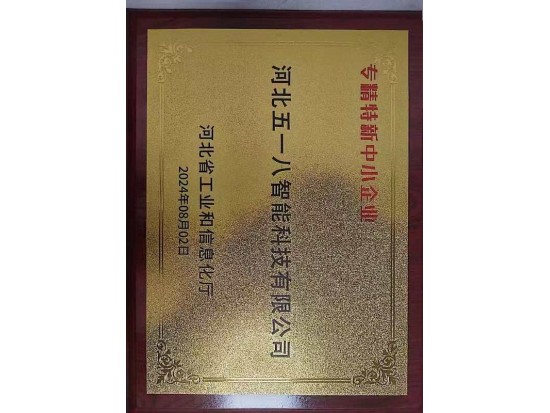 专精特新中小企业
河北五一八智能科技有限公司
河北省工业和信息化厅
2024年08月02日